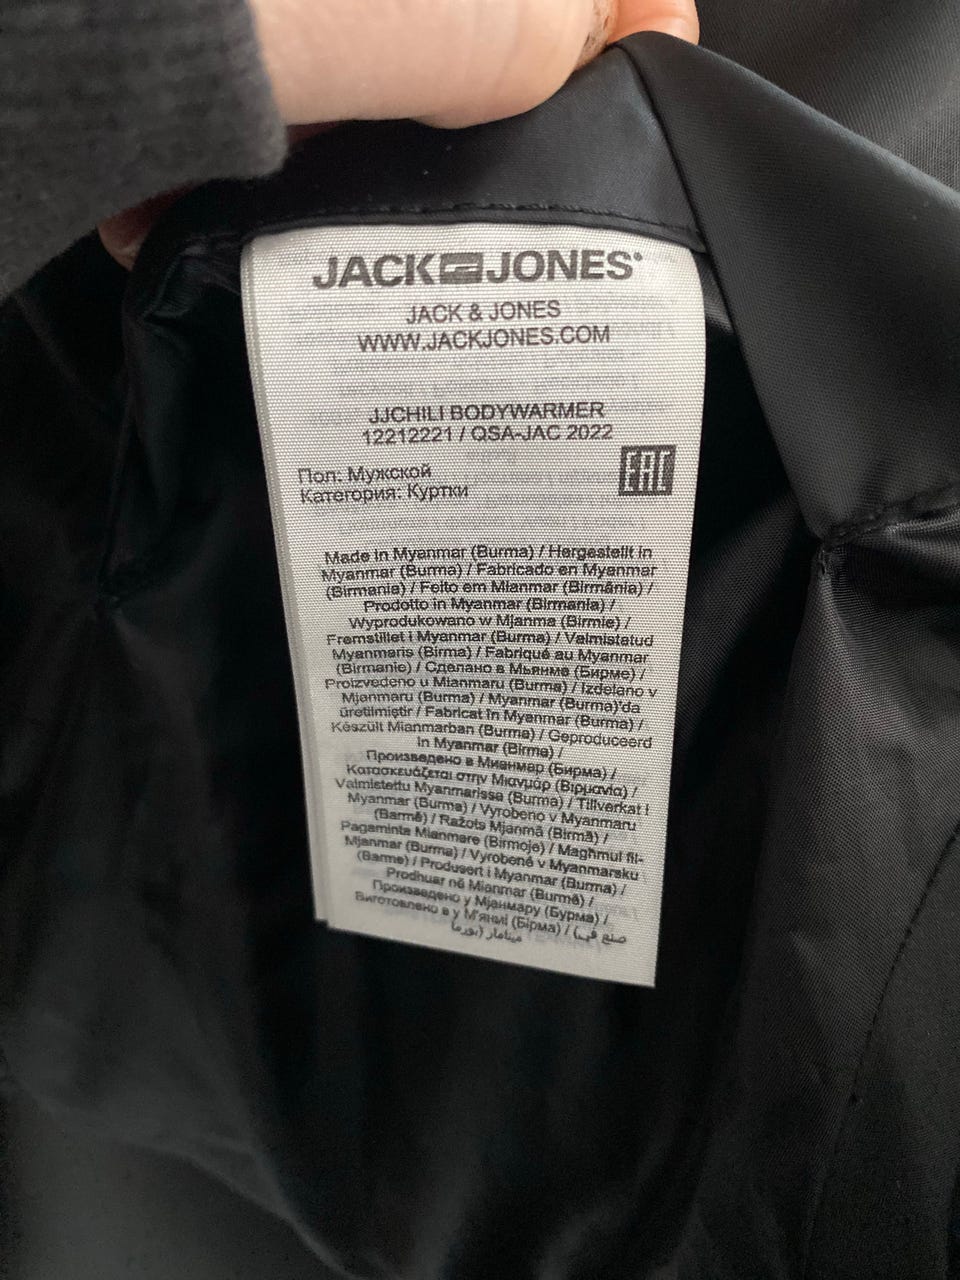 JACK JONES®
JACK & JONES
WWW.JACKJONES.COM
JJCHILI BODYWARMER
12212221 / QSA-JAC 2022
Пол: Мужской
Категория: Куртки
EAC
Made in Myanmar (Burma) / Hergestellt in
Myanmar (Burma) / Fabricado en Myanmar
(Birmania) / Feito em Mianmar (Birmânia) /
Prodotto in Myanmar (Birmania) /
Wyprodukowano w Mjanma (Birmie) /
Fremstillet i Myanmar (Burma) / Valmistatud
Myanmaris (Birma) / Fabriqué au Myanmar
(Birmanie) / Сделано в Мьянме (Бирме) /
Proizvedeno u Mianmaru (Burma) / Izdelano v
Mjanmaru (Burma) / Myanmar (Burma)'da
üretilmiştir / Fabricat în Myanmar (Burma) /
Készült Mianmarban (Burma) / Geproduceerd
in Myanmar (Birma) /
Произведено в Мианмар (Бирма) /
Κατασκευάζεται στην Μιανμάρ (Βιρμανία) /
Valmistettu Myanmarissa (Burma) / Tillverkat i
Myanmar (Burma) / Vyrobeno v Myanmaru
(Barmě) / Ražots Mjanmā (Birmā) /
Pagaminta Mianmare (Birmoje) / Magħmul fil-
Mjanmar (Burma) / Vyrobené v Myanmarsku
(Barme) / Produsert i Myanmar (Burma) /
Prodhuar në Mianmar (Burmë) /
Произведено у Мјанмару (Бурма) /
Виготовлено в у М'янмі (Бірма) / صنع في
ميانمار (بورما)